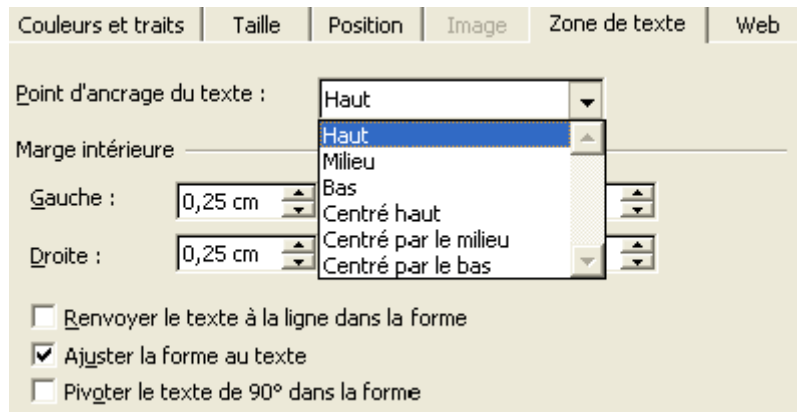 Couleurs et traits Taille Position Image Zone de texte Web
Point d'ancrage du texte : Haut
Haut
Marge intérieure
Milieu
Bas
Gauche : 0,25 cm
Centré haut
Centré par le milieu
Droite : 0,25 cm
Centré par le bas
Renvoyer le texte à la ligne dans la forme
Ajuster la forme au texte
Pivoter le texte de 90° dans la forme